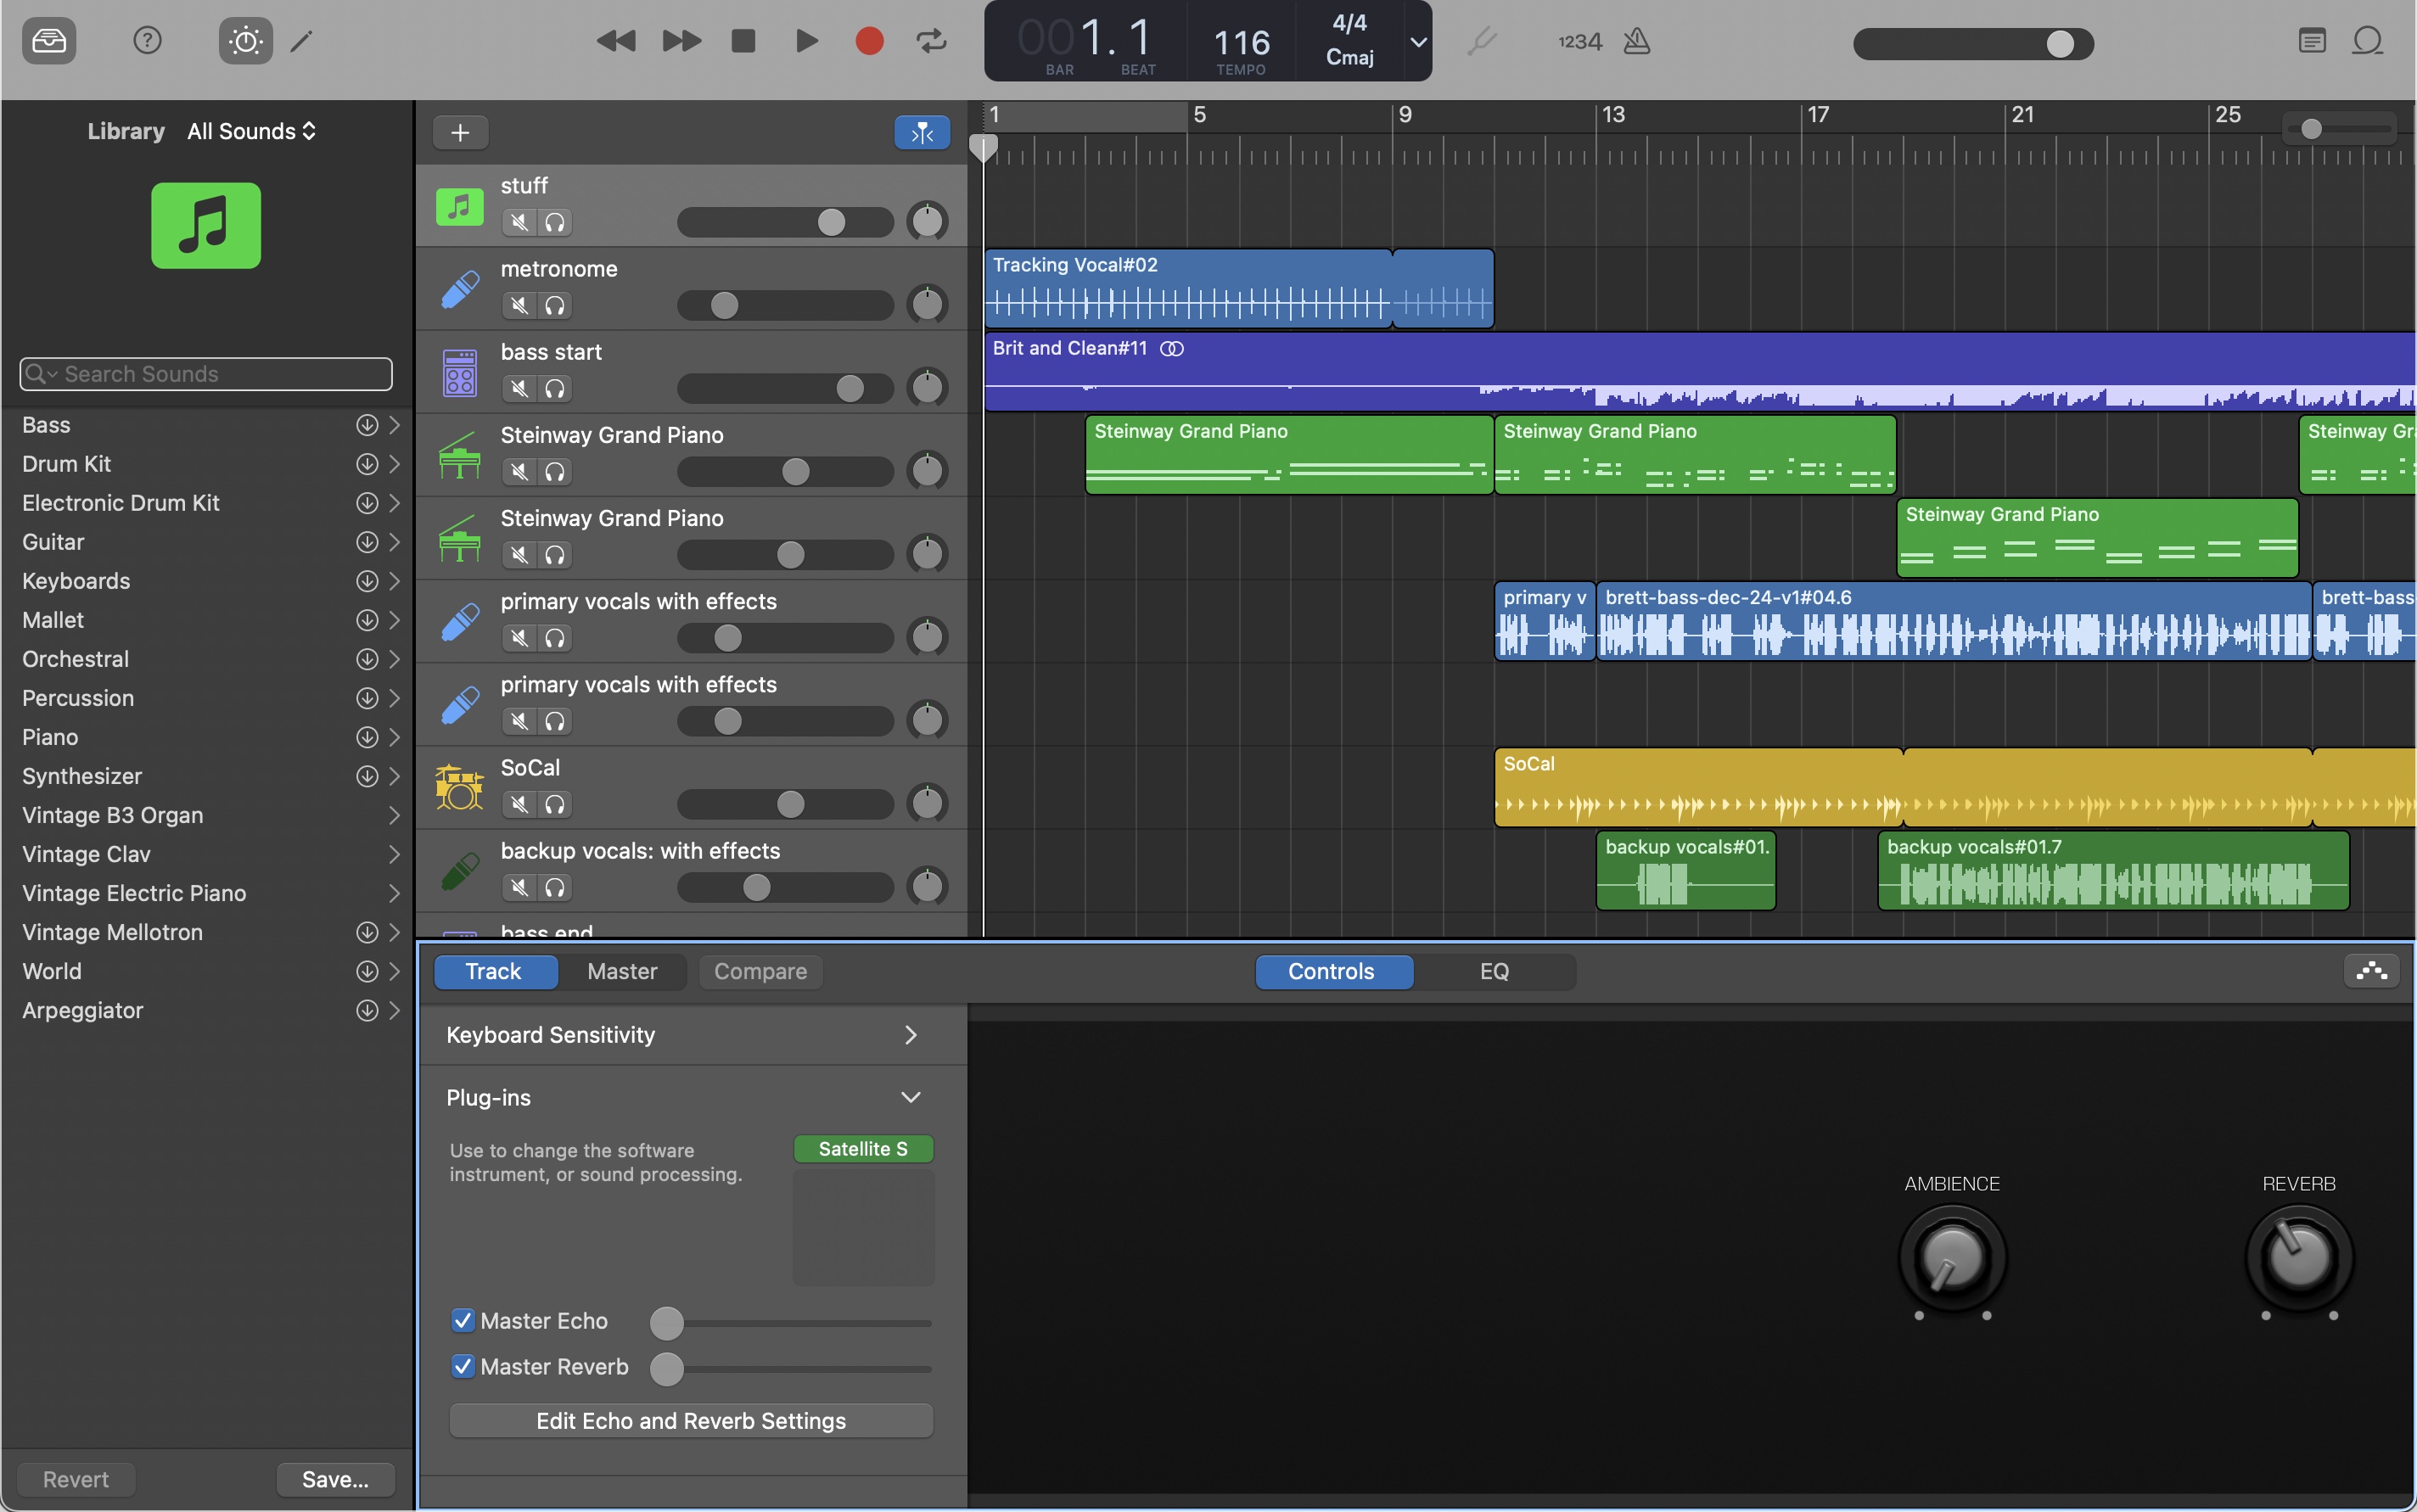 001. 1
BAR
BEAT
116
TEMPO
4/4
Cmaj
1234
Library
All Sounds
Search Sounds
Bass
Drum Kit
Electronic Drum Kit
Guitar
Keyboards
Mallet
Orchestral
Percussion
Piano
Synthesizer
Vintage B3 Organ
Vintage Clav
Vintage Electric Piano
Vintage Mellotron
World
Arpeggiator
Revert
Save...
1 5 9 13 17 21 25
stuff
metronome
Tracking Vocal#02
bass start
Brit and Clean#11
Steinway Grand Piano
Steinway Grand Piano
Steinway Grand Piano
Steinway Gr
Steinway Grand Piano
Steinway Grand Piano
primary vocals with effects
primary v
brett-bass-dec-24-v1#04.6
brett-bass
primary vocals with effects
SoCal
SoCal
backup vocals: with effects
backup vocals#01.
backup vocals#01.7
bass end
Track
Master
Compare
Controls
EQ
Keyboard Sensitivity
Plug-ins
Use to change the software
instrument, or sound processing.
Satellite S
Master Echo
Master Reverb
Edit Echo and Reverb Settings
AMBIENCE
REVERB